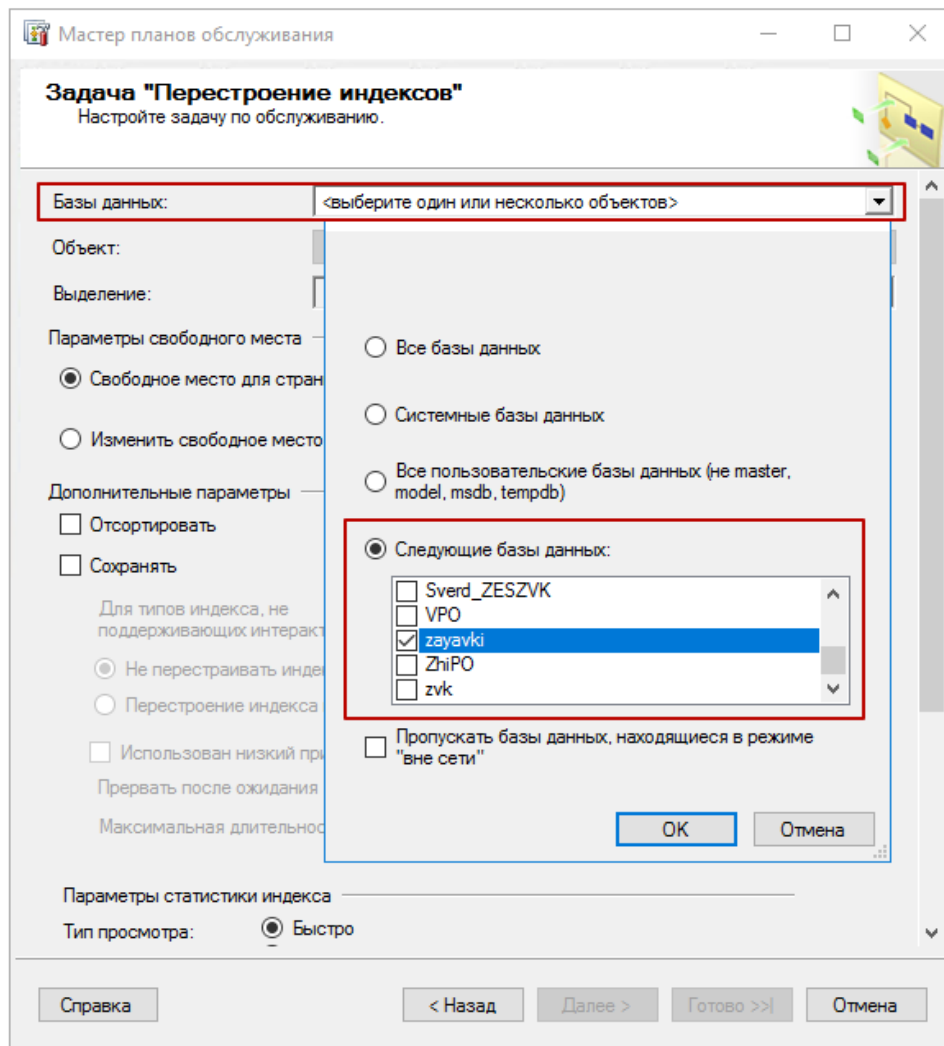 Мастер планов обслуживания
Задача "Перестроение индексов"
Настройте задачу по обслуживанию.
Базы данных:
<выберите один или несколько объектов>
Объект:
Выделение:
Параметры свободного места
Свободное место для стран
Изменить свободное место
Дополнительные параметры
Отсортировать
Сохранять
Для типов индекса, не
поддерживающих интеракт
Не перестраивать инде
Перестроение индекса
Использован низкий при
Прервать после ожидания
Максимальная длительнос
Все базы данных
Системные базы данных
Все пользовательские базы данных (не master,
model, msdb, tempdb)
Следующие базы данных:
Sverd_ZESZVK
VPO
zayavki
ZhiPO
zvk
Пропускать базы данных, находящиеся в режиме
"вне сети"
OK
Отмена
Параметры статистики индекса
Тип просмотра:
Быстро
Справка
< Назад
Далее >
Готово >>|
Отмена